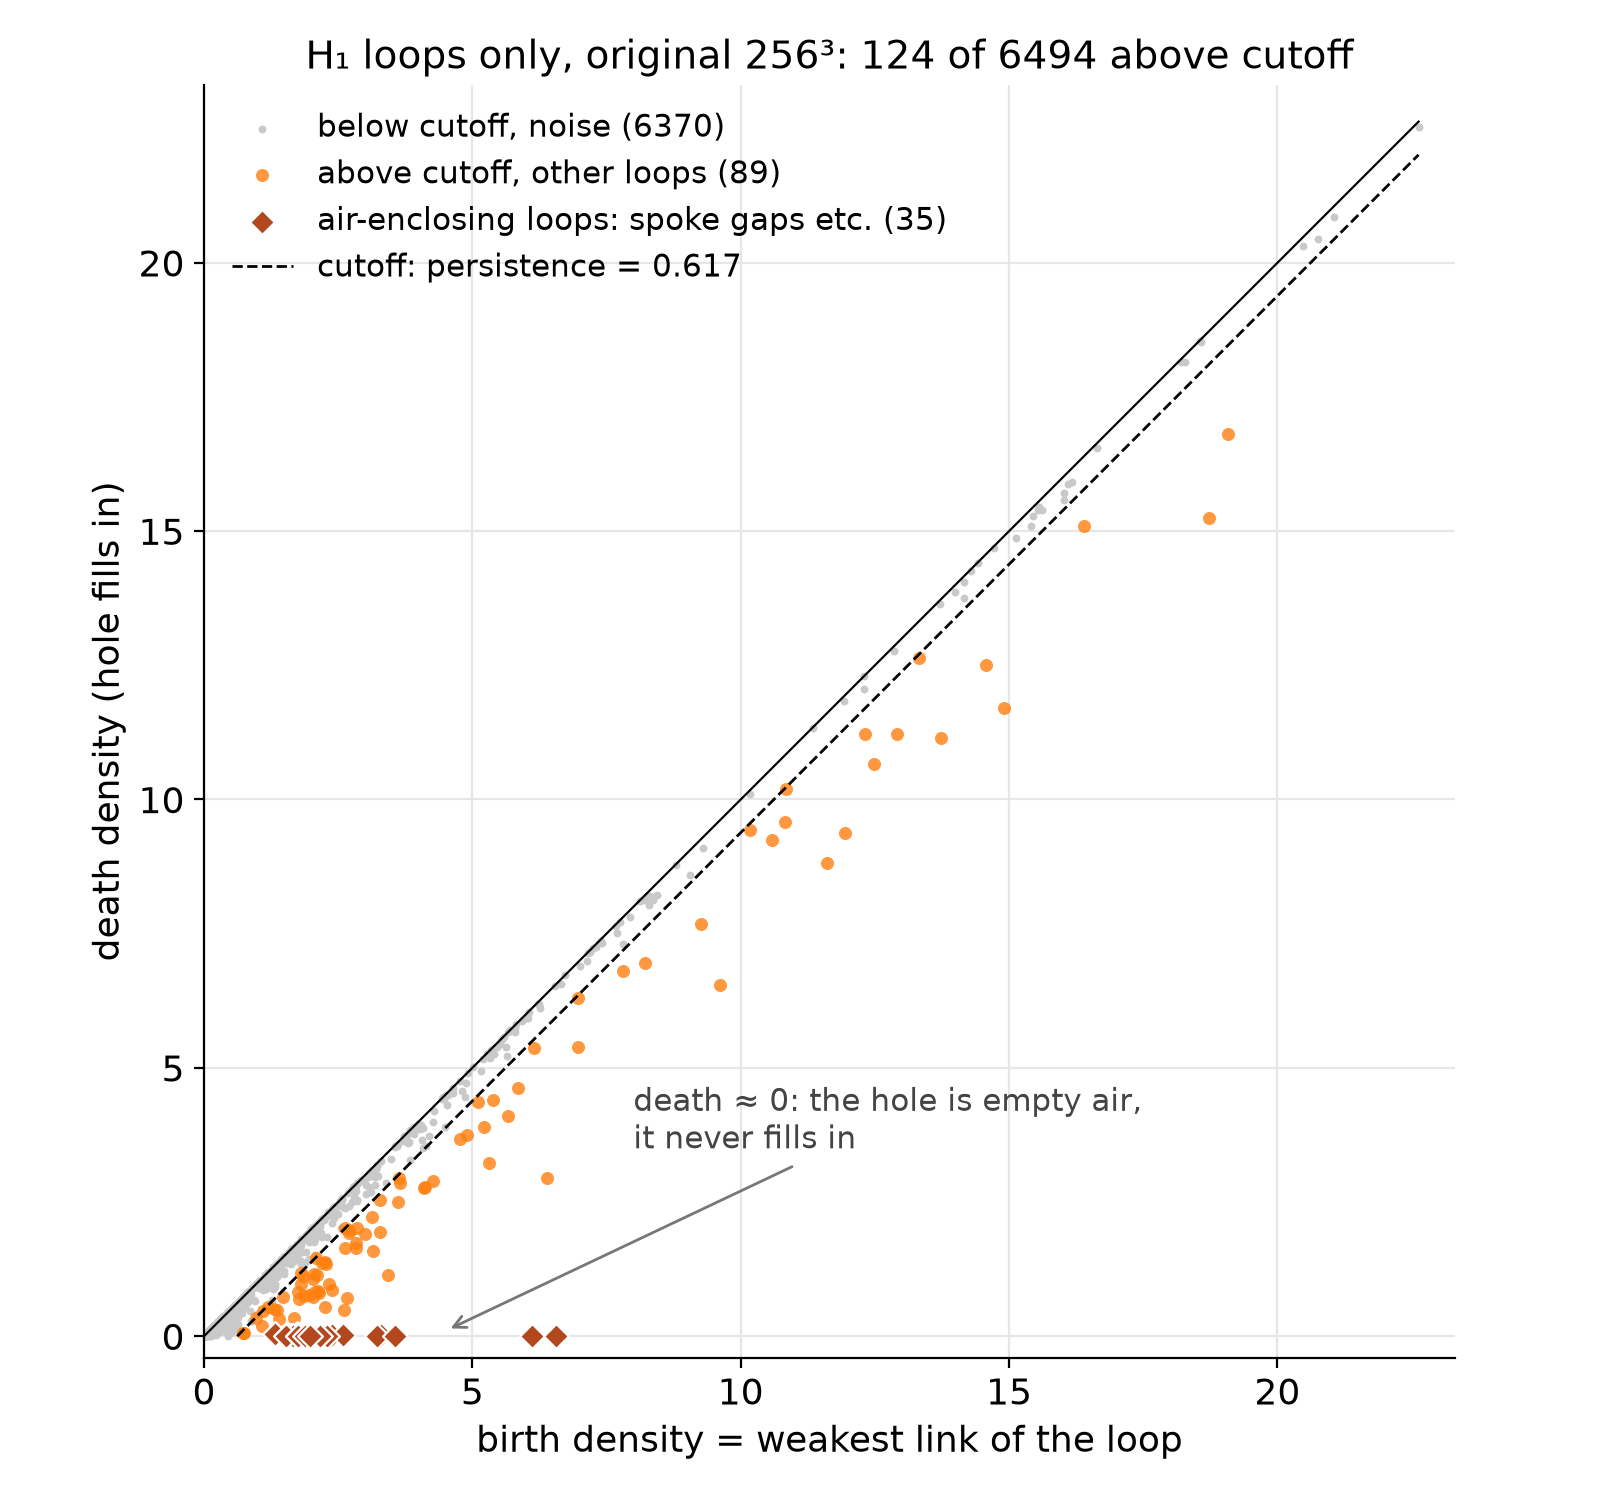 H₁ loops only, original 256³: 124 of 6494 above cutoff
below cutoff, noise (6370)
above cutoff, other loops (89)
air-enclosing loops: spoke gaps etc. (35)
cutoff: persistence = 0.617
death density (hole fills in)
20
15
10
5
0
death ≈ 0: the hole is empty air,
it never fills in
0 5 10 15 20
birth density = weakest link of the loop